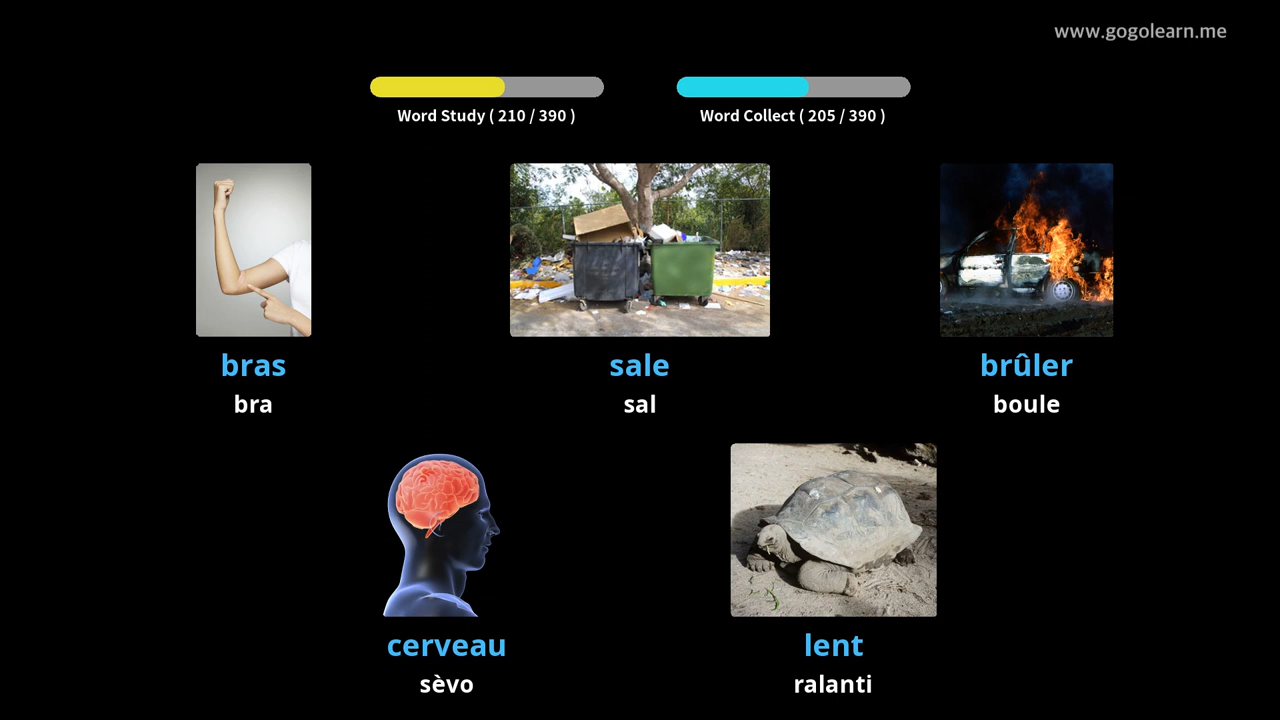 www.gogolearn.me
Word Study ( 210 / 390 )
Word Collect ( 205 / 390 )
bras
bra
sale
sal
brûler
boule
cerveau
sèvo
lent
ralanti